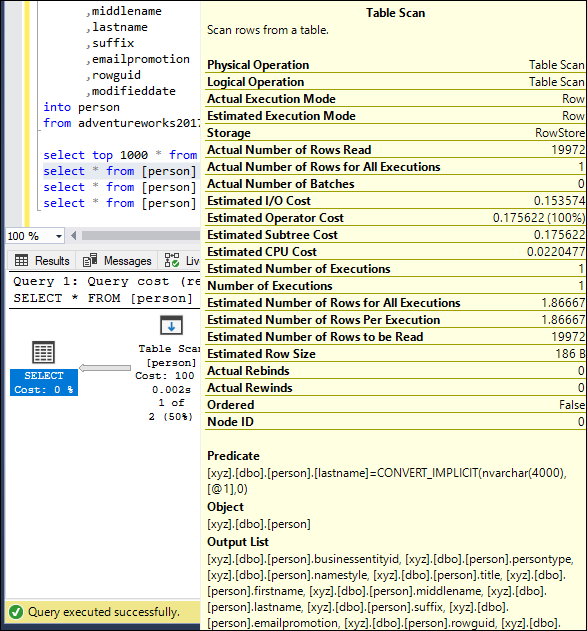 ,middlename
,lastname
,suffix
,emailpromotion
,rowguid
,modifieddate
into person
from adventureworks2017
select top 1000 * from
select * from [person]
select * from [person]
select * from [person]
100 %
Results Messages
Query 1: Query cost
SELECT * FROM [person]
SELECT
Cost: 0 %
Table Scan
[person]
Cost: 100
0.002s
1 of
2 (50%)
Query executed successfully.
Table Scan
Scan rows from a table.
Physical Operation Table Scan
Logical Operation Table Scan
Actual Execution Mode Row
Estimated Execution Mode Row
Storage RowStore
Actual Number of Rows Read 19972
Actual Number of Rows for All Executions 1
Actual Number of Batches 0
Estimated I/O Cost 0.153574
Estimated Operator Cost 0.175622 (100%)
Estimated Subtree Cost 0.175622
Estimated CPU Cost 0.0220477
Estimated Number of Executions 1
Number of Executions 1
Estimated Number of Rows for All Executions 1.86667
Estimated Number of Rows Per Execution 1.86667
Estimated Number of Rows to be Read 19972
Estimated Row Size 186 B
Actual Rebinds 0
Actual Rewinds 0
Ordered False
Node ID 0
Predicate
[xyz].[dbo].[person].[lastname]=CONVERT_IMPLICIT(nvarchar(4000),
[@1],0)
Object
[xyz].[dbo].[person]
Output List
[xyz].[dbo].[person].businessentityid, [xyz].[dbo].[person].persontype,
[xyz].[dbo].[person].namestyle, [xyz].[dbo].[person].title, [xyz].[dbo].
[person].firstname, [xyz].[dbo].[person].middlename, [xyz].[dbo].
[person].lastname, [xyz].[dbo].[person].suffix, [xyz].[dbo].
[person].emailpromotion, [xyz].[dbo].[person].rowguid, [xyz].[dbo].